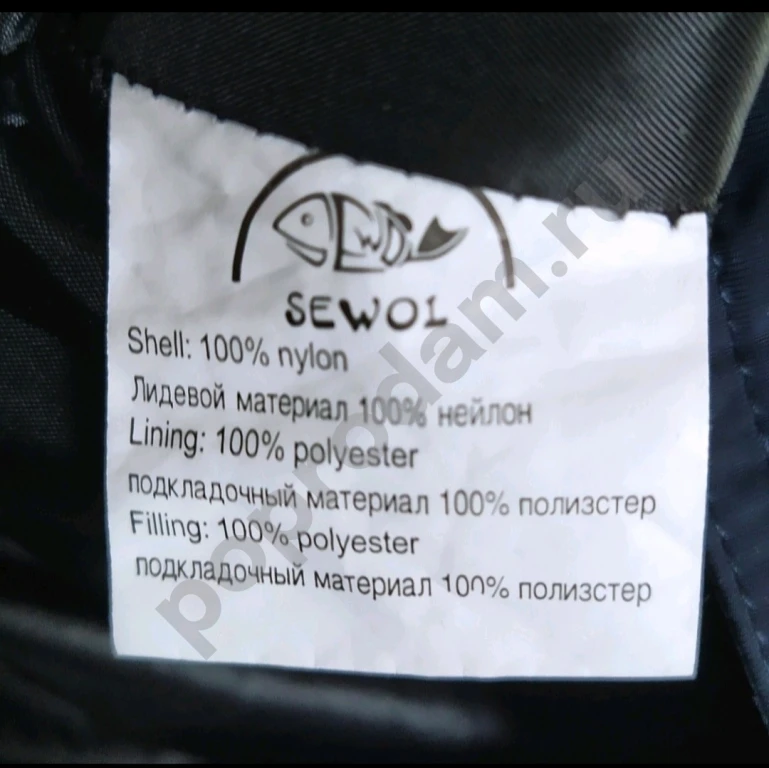 SEWOL
SEWOL
Shell: 100% nylon
Лидевой материал 100% нейлон
Lining: 100% polyester
подкладочный материал 100% полизстер
Filling: 100% polyester
подкладочный материал 100% полизстер
poprodam.ru